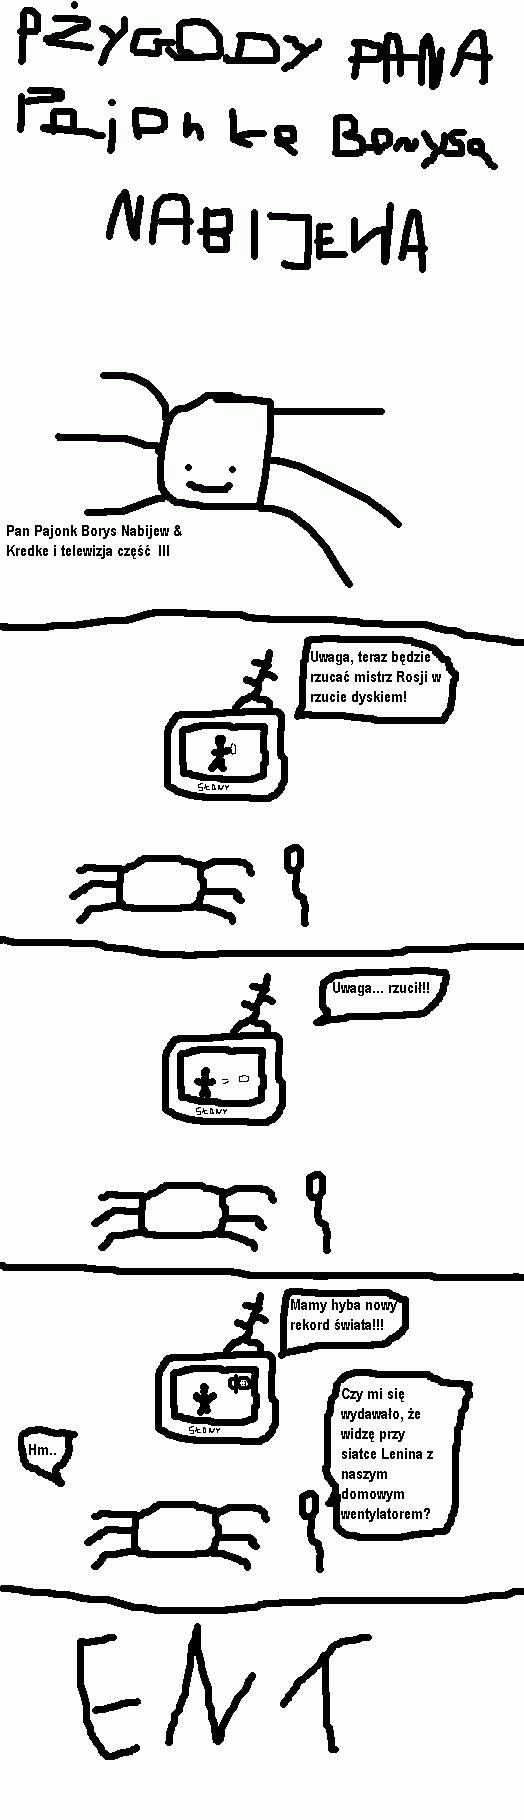 PŻYGODY PANA
Pajonka Borysa
NABIJEWA
Pan Pajonk Borys Nabijew &
Kredke i telewizja część III
Uwaga, teraz będzie
rzucać mistrz Rosji w
rzucie dyskiem!
SŁONY
Uwaga... rzucił!!
SŁONY
Mamy hyba nowy
rekord świata!!!
SŁONY
Hm..
Czy mi się
wydawało, że
widzę przy
siatce Lenina z
naszym
domowym
wentylatorem?
ENT